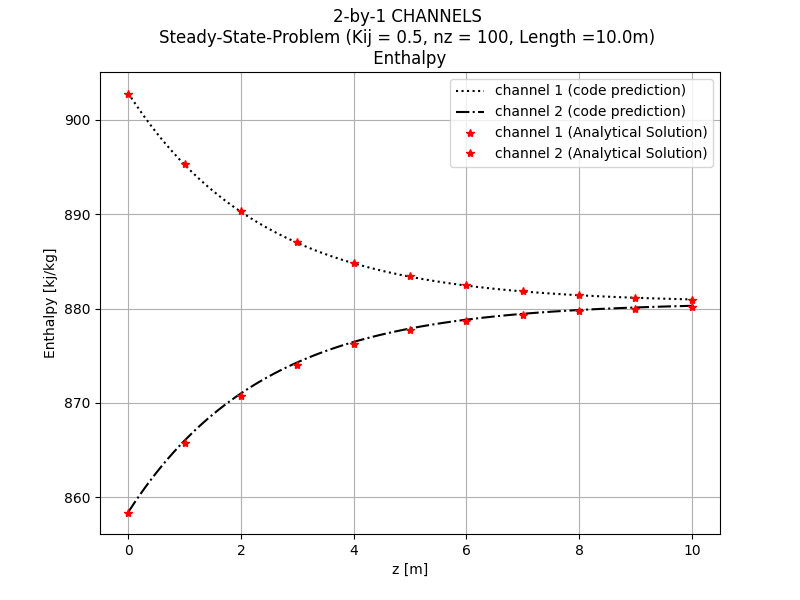 2-by-1 CHANNELS
Steady-State-Problem (Kij = 0.5, nz = 100, Length =10.0m)
Enthalpy
channel 1 (code prediction)
channel 2 (code prediction)
channel 1 (Analytical Solution)
channel 2 (Analytical Solution)
Enthalpy [kj/kg]
900
890
880
870
860
0 2 4 6 8 10
z [m]